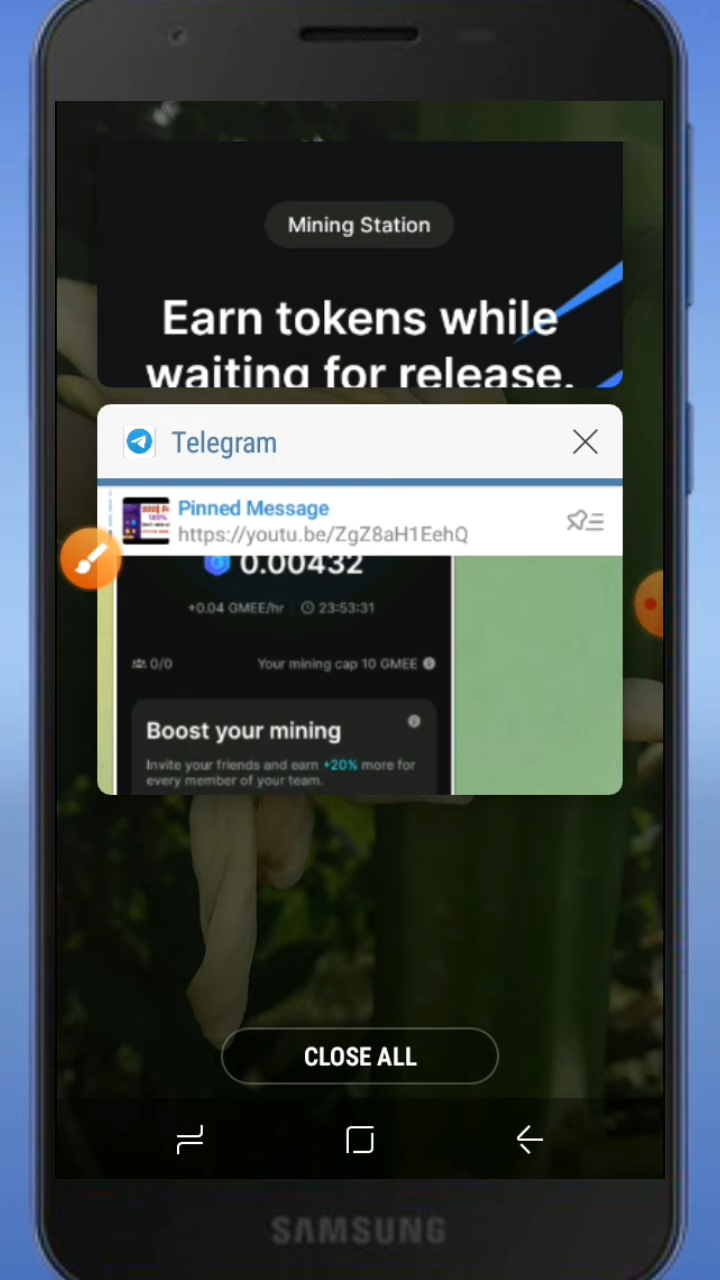 Mining Station
Earn tokens while
waiting for release.
Telegram
Pinned Message
https://youtu.be/ZgZ8aH1EehQ
0.00432
+0.04 GMEE/hr
23:53:31
0/0
Your mining cap 10 GMEE
Boost your mining
Invite your friends and earn +20% more for
every member of your team.
CLOSE ALL
SAMSUNG